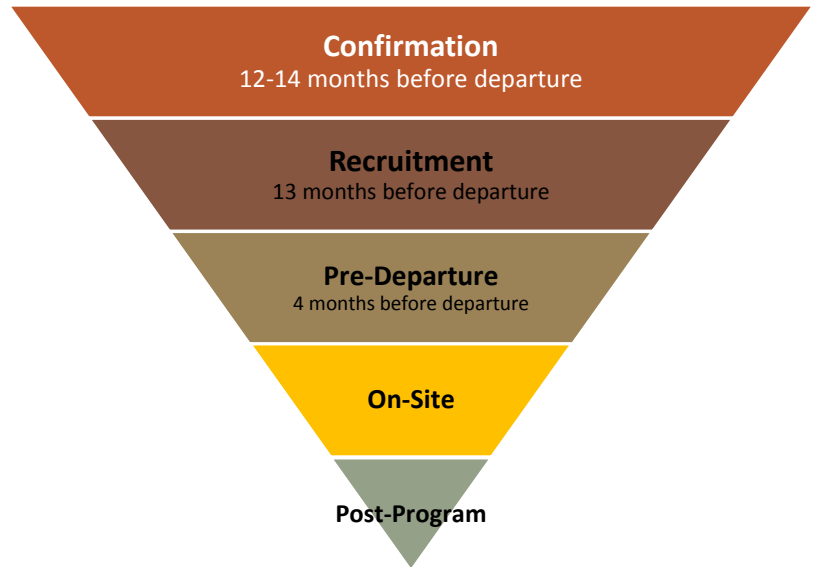 Confirmation
12-14 months before departure
Recruitment
13 months before departure
Pre-Departure
4 months before departure
On-Site
Post-Program